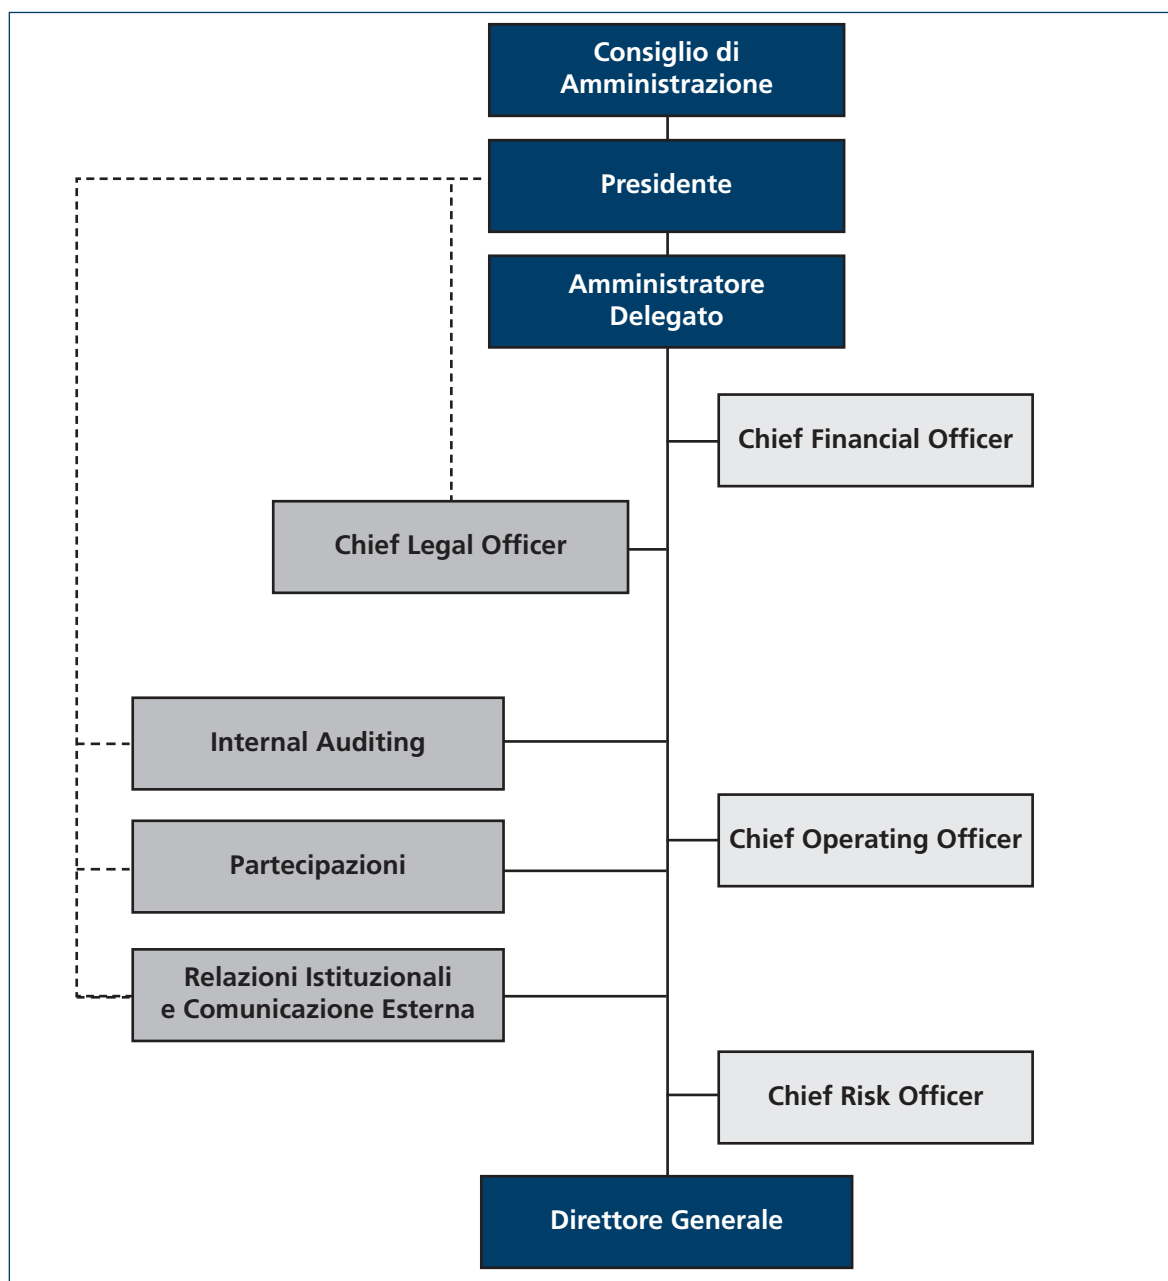 Consiglio di
Amministrazione
Presidente
Amministratore
Delegato
Chief Financial Officer
Chief Legal Officer
Internal Auditing
Chief Operating Officer
Partecipazioni
Relazioni Istituzionali
e Comunicazione Esterna
Chief Risk Officer
Direttore Generale